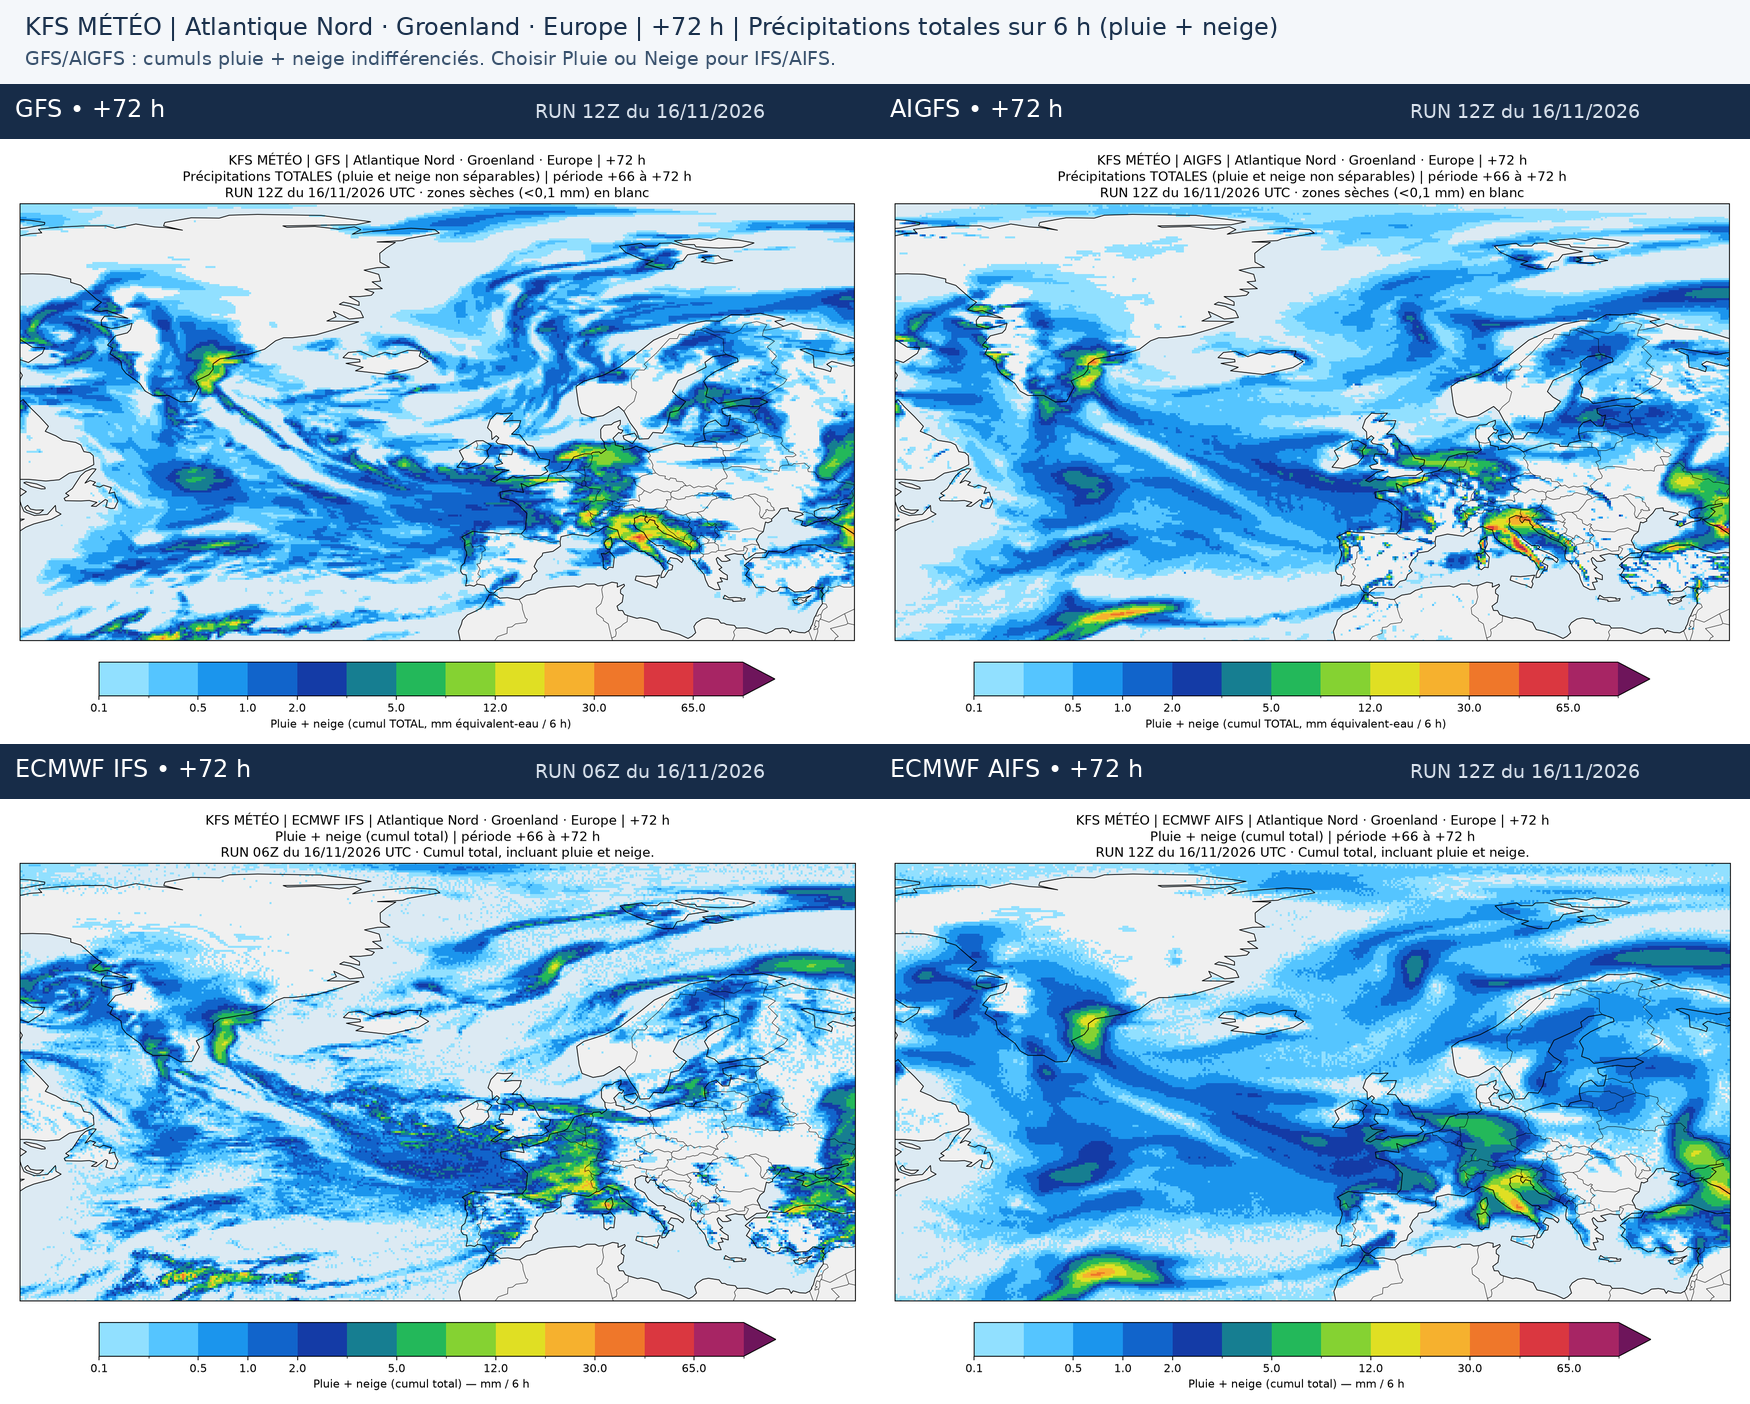 KFS MÉTÉO | Atlantique Nord · Groenland · Europe | +72 h | Précipitations totales sur 6 h (pluie + neige)
GFS/AIGFS : cumuls pluie + neige indifférenciés. Choisir Pluie ou Neige pour IFS/AIFS.
GFS • +72 h
RUN 12Z du 16/11/2026
AIGFS • +72 h
RUN 12Z du 16/11/2026
KFS MÉTÉO | GFS | Atlantique Nord · Groenland · Europe | +72 h
Précipitations TOTALES (pluie et neige non séparables) | période +66 à +72 h
RUN 12Z du 16/11/2026 UTC · zones sèches (<0,1 mm) en blanc
KFS MÉTÉO | AIGFS | Atlantique Nord · Groenland · Europe | +72 h
Précipitations TOTALES (pluie et neige non séparables) | période +66 à +72 h
RUN 12Z du 16/11/2026 UTC · zones sèches (<0,1 mm) en blanc
0.1 0.5 1.0 2.0 5.0 12.0 30.0 65.0
Pluie + neige (cumul TOTAL, mm équivalent-eau / 6 h)
0.1 0.5 1.0 2.0 5.0 12.0 30.0 65.0
Pluie + neige (cumul TOTAL, mm équivalent-eau / 6 h)
ECMWF IFS • +72 h
RUN 06Z du 16/11/2026
ECMWF AIFS • +72 h
RUN 12Z du 16/11/2026
KFS MÉTÉO | ECMWF IFS | Atlantique Nord · Groenland · Europe | +72 h
Pluie + neige (cumul total) | période +66 à +72 h
RUN 06Z du 16/11/2026 UTC · Cumul total, incluant pluie et neige.
KFS MÉTÉO | ECMWF AIFS | Atlantique Nord · Groenland · Europe | +72 h
Pluie + neige (cumul total) | période +66 à +72 h
RUN 12Z du 16/11/2026 UTC · Cumul total, incluant pluie et neige.
0.1 0.5 1.0 2.0 5.0 12.0 30.0 65.0
Pluie + neige (cumul total) — mm / 6 h
0.1 0.5 1.0 2.0 5.0 12.0 30.0 65.0
Pluie + neige (cumul total) — mm / 6 h